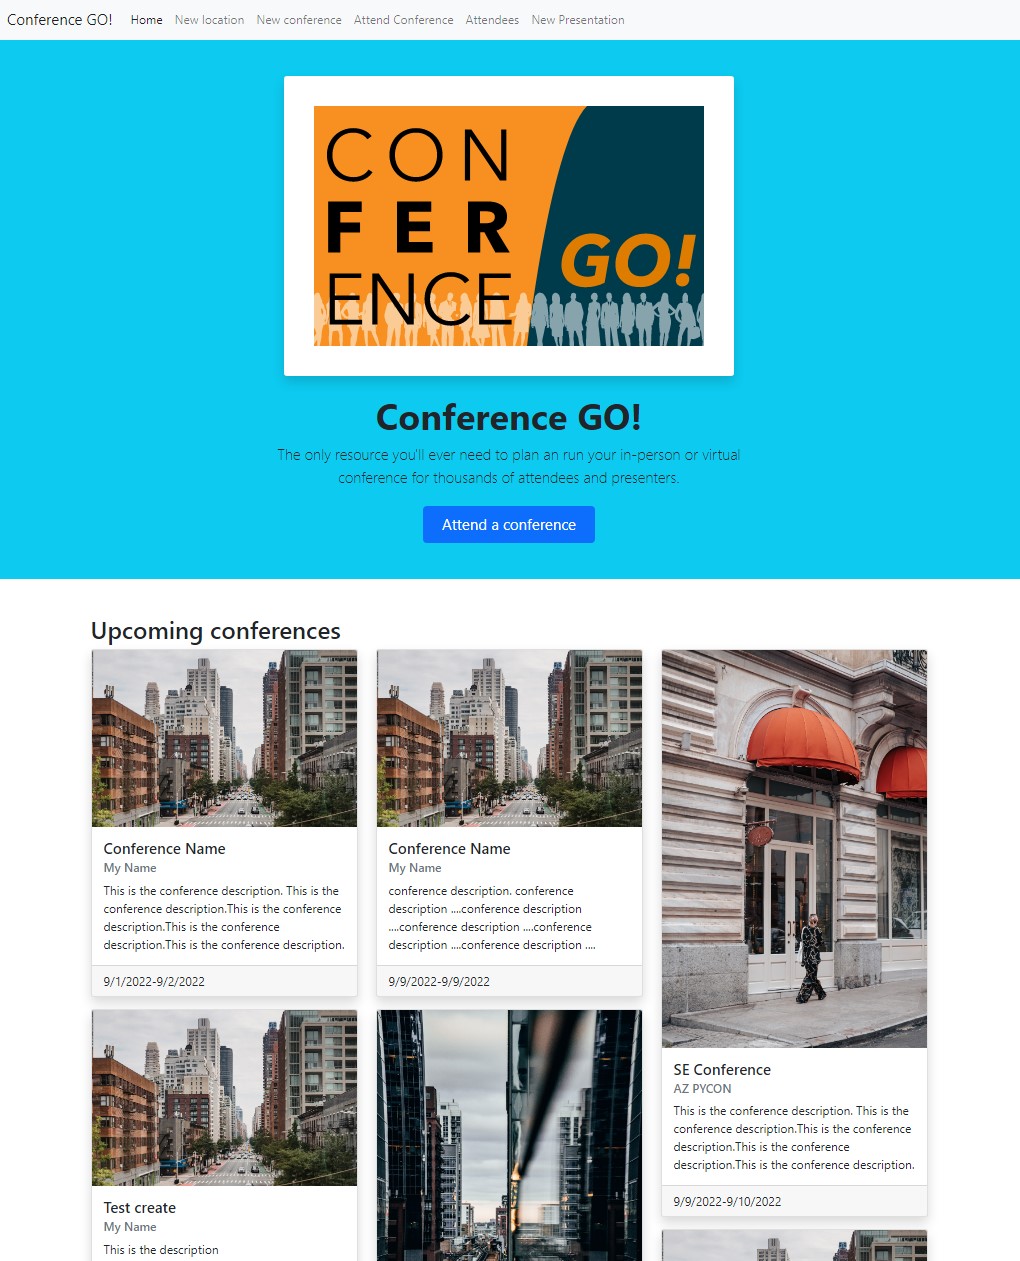 Conference GO! Home New location New conference Attend Conference Attendees New Presentation
CON
FER
ENCE
GO!
Conference GO!
The only resource you'll ever need to plan an run your in-person or virtual
conference for thousands of attendees and presenters.
Attend a conference
Upcoming conferences
Conference Name
My Name
This is the conference description. This is the
conference description.This is the conference
description.This is the conference
description.This is the conference description.
9/1/2022-9/2/2022
Conference Name
My Name
conference description. conference
description ....conference description
....conference description ....conference
description ....conference description ....
9/9/2022-9/9/2022
SE Conference
AZ PYCON
This is the conference description. This is the
conference description.This is the conference
description.This is the conference
description.This is the conference description.
9/9/2022-9/10/2022
Test create
My Name
This is the description